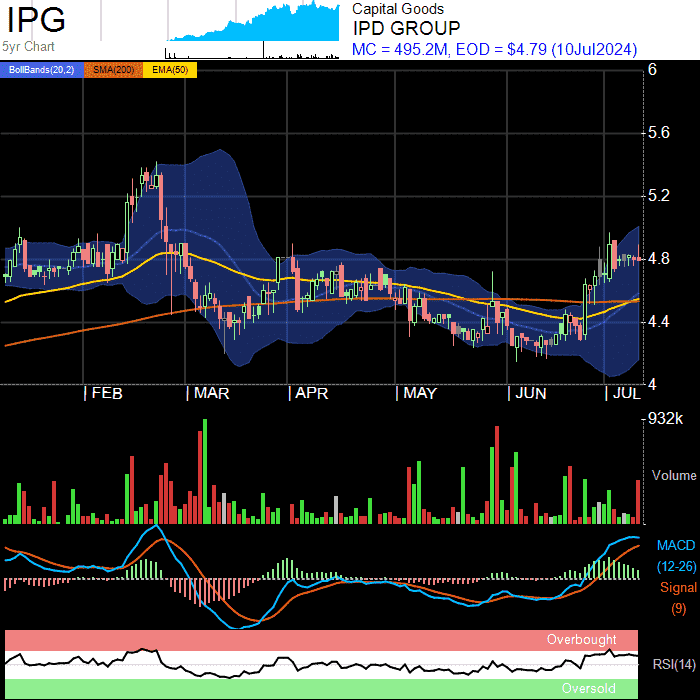 IPG
5yr Chart
Capital Goods
IPD GROUP
MC = 495.2M, EOD = $4.79 (10Jul2024)
BollBands(20,2) SMA(200) EMA(50)
6
5.6
5.2
4.8
4.4
4
FEB MAR APR MAY JUN JUL
932k
Volume
MACD
(12-26)
Signal
(9)
Overbought
RSI(14)
Oversold